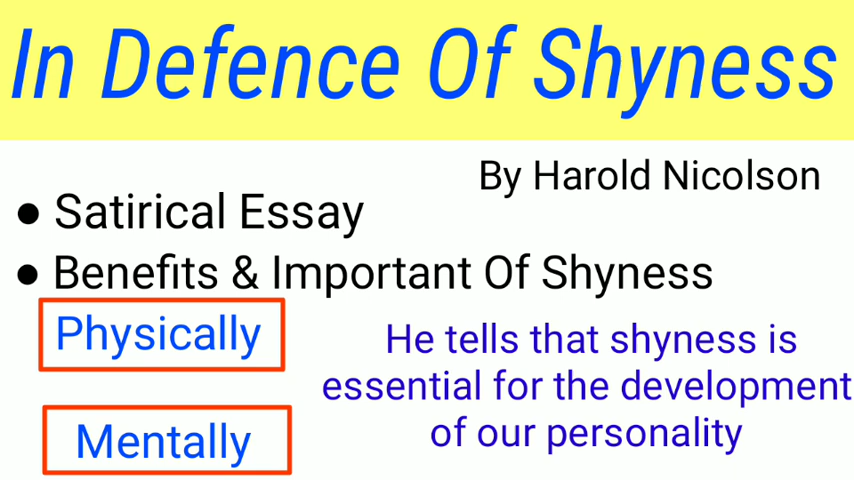 In Defence Of Shyness
By Harold Nicolson
● Satirical Essay
● Benefits & Important Of Shyness
Physically
Mentally
He tells that shyness is
essential for the development
of our personality